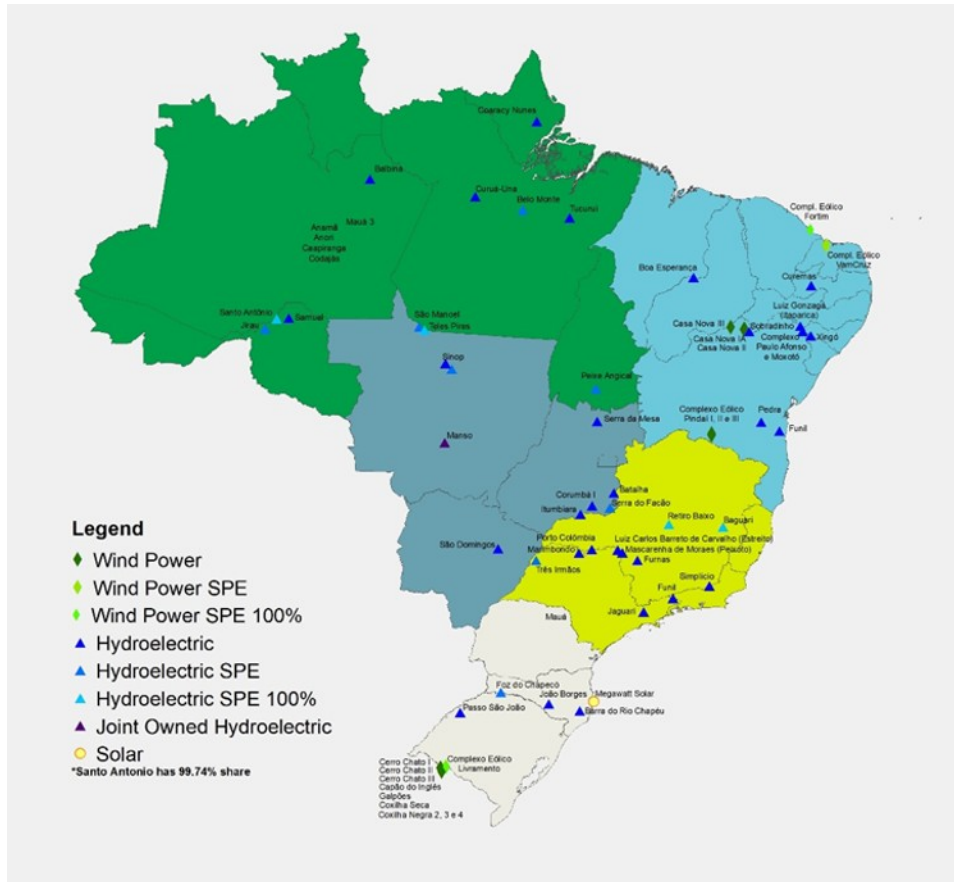 Coaracy Nunes
Balbina
Curuá-Una
Belo Monte
Tucuruí
Mauá 3
Anamã
Anori
Caapiranga
Codajás
Compl. Eólico
Fortim
Compl. Eólico
VamCruz
Boa Esperança
Curemas
Luiz Gonzaga
(Itaparica)
Santo Antônio
Samuel
Jirau
São Manoel
Teles Pires
Casa Nova III
Sobradinho
Casa Nova IA
Casa Nova II
Complexo
Paulo Afonso
e Moxotó
Xingó
Sinop
Peixe Angical
Manso
Serra da Mesa
Complexo Eólico
Pindaí I, II e III
Pedra
Funil
Batalha
Corumbá I
Serra do Facão
Itumbiara
Retiro Baixo
Baguari
Porto Colômbia
Luiz Carlos Barreto de Carvalho (Estreito)
São Domingos
Marimbondo
Mascarenha de Moraes (Peixoto)
Furnas
Três Irmãos
Simplício
Funil
Jaguari
Mauá
Foz do Chapecó
João Borges
Megawatt Solar
Passo São João
Barra do Rio Chapéu
Cerro Chato I
Cerro Chato II
Cerro Chato III
Capão do Inglês
Galpões
Coxilha Seca
Coxilha Negra 2, 3 e 4
Complexo Eólico
Livramento
Legend
Wind Power
Wind Power SPE
Wind Power SPE 100%
Hydroelectric
Hydroelectric SPE
Hydroelectric SPE 100%
Joint Owned Hydroelectric
Solar
*Santo Antonio has 99.74% share